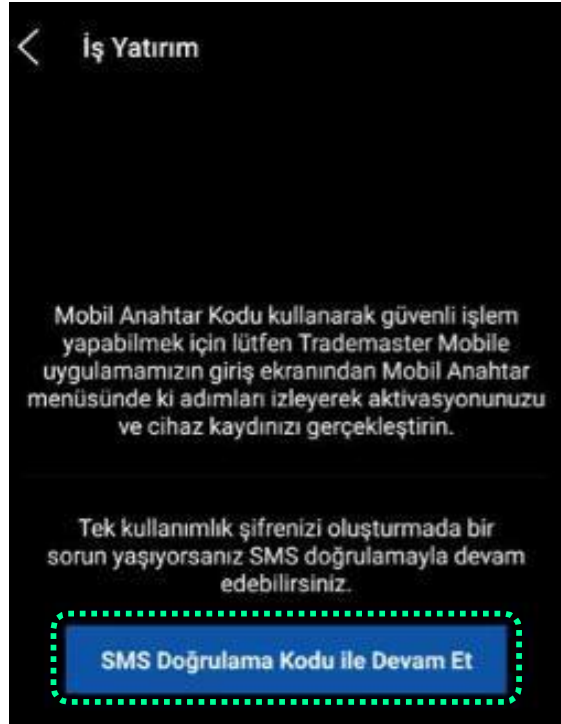 İş Yatırım
Mobil Anahtar Kodu kullanarak güvenli işlem
yapabilmek için lütfen Trademaster Mobile
uygulamamızın giriş ekranından Mobil Anahtar
menüsünde ki adımları izleyerek aktivasyonunuzu
ve cihaz kaydınızı gerçekleştirin.
Tek kullanımlık şifrenizi oluşturmada bir
sorun yaşıyorsanız SMS doğrulamayla devam
edebilirsiniz.
SMS Doğrulama Kodu ile Devam Et